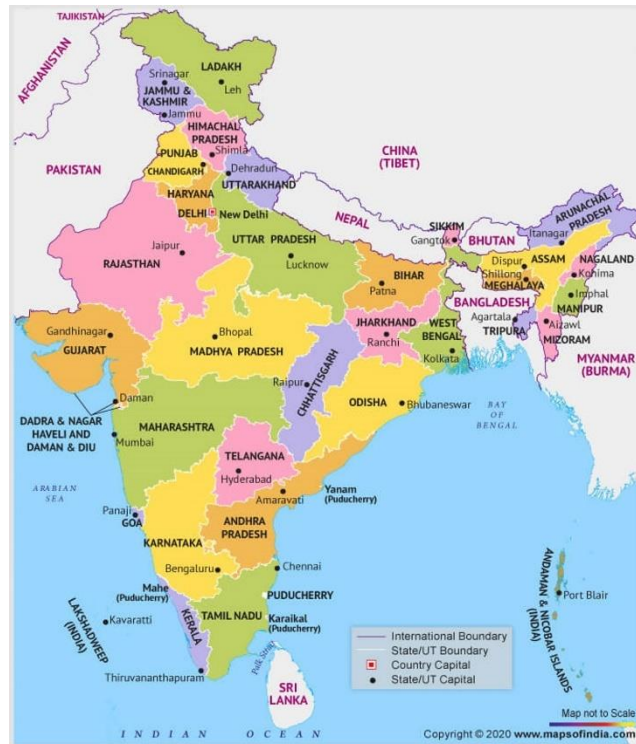 TAJIKISTAN
AFGHANISTAN
LADAKH
Srinagar
Leh
JAMMU &
KASHMIR
Jammu
HIMACHAL
PRADESH
Shimla
PUNJAB
CHANDIGARH
Dehradun
UTTARAKHAND
PAKISTAN
CHINA
(TIBET)
HARYANA
DELHI
New Delhi
NEPAL
ARUNACHAL
PRADESH
Itanagar
SIKKIM
Gangtok
BHUTAN
UTTAR PRADESH
Lucknow
Jaipur
RAJASTHAN
BIHAR
Patna
Dispur
ASSAM
NAGALAND
Shillong
Kohima
MEGHALAYA
Imphal
MANIPUR
BANGLADESH
Agartala
TRIPURA
Aizawl
MIZORAM
Gandhinagar
GUJARAT
Bhopal
MADHYA PRADESH
JHARKHAND
Ranchi
WEST
BENGAL
Kolkata
MYANMAR
(BURMA)
CHHATTISGARH
Raipur
ODISHA
Bhubaneswar
BAY
OF
BENGAL
Daman
DADRA & NAGAR
HAVELI AND
DAMAN & DIU
Mumbai
MAHARASHTRA
TELANGANA
Hyderabad
ARABIAN
SEA
Amaravati
Yanam
(Puducherry)
Panaji
GOA
ANDHRA
PRADESH
KARNATAKA
Bengaluru
Chennai
Mahe
(Puducherry)
PUDUCHERRY
TAMIL NADU
Karaikal
(Puducherry)
KERALA
LAKSHADWEEP
(INDIA)
Kavaratti
Thiruvananthapuram
Palk Strait
SRI
LANKA
ANDAMAN & NICOBAR ISLANDS
(INDIA)
Port Blair
International Boundary
State/UT Boundary
Country Capital
State/UT Capital
Map not to Scale
INDIAN OCEAN
Copyright © 2020 www.mapsofindia.com